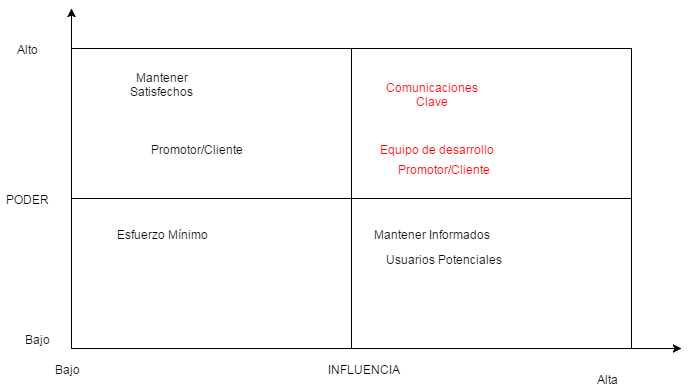 Alto
Mantener
Satisfechos
Promotor/Cliente
Comunicaciones
Clave
Equipo de desarrollo
Promotor/Cliente
PODER
Esfuerzo Mínimo
Mantener Informados
Usuarios Potenciales
Bajo
Bajo
INFLUENCIA
Alta